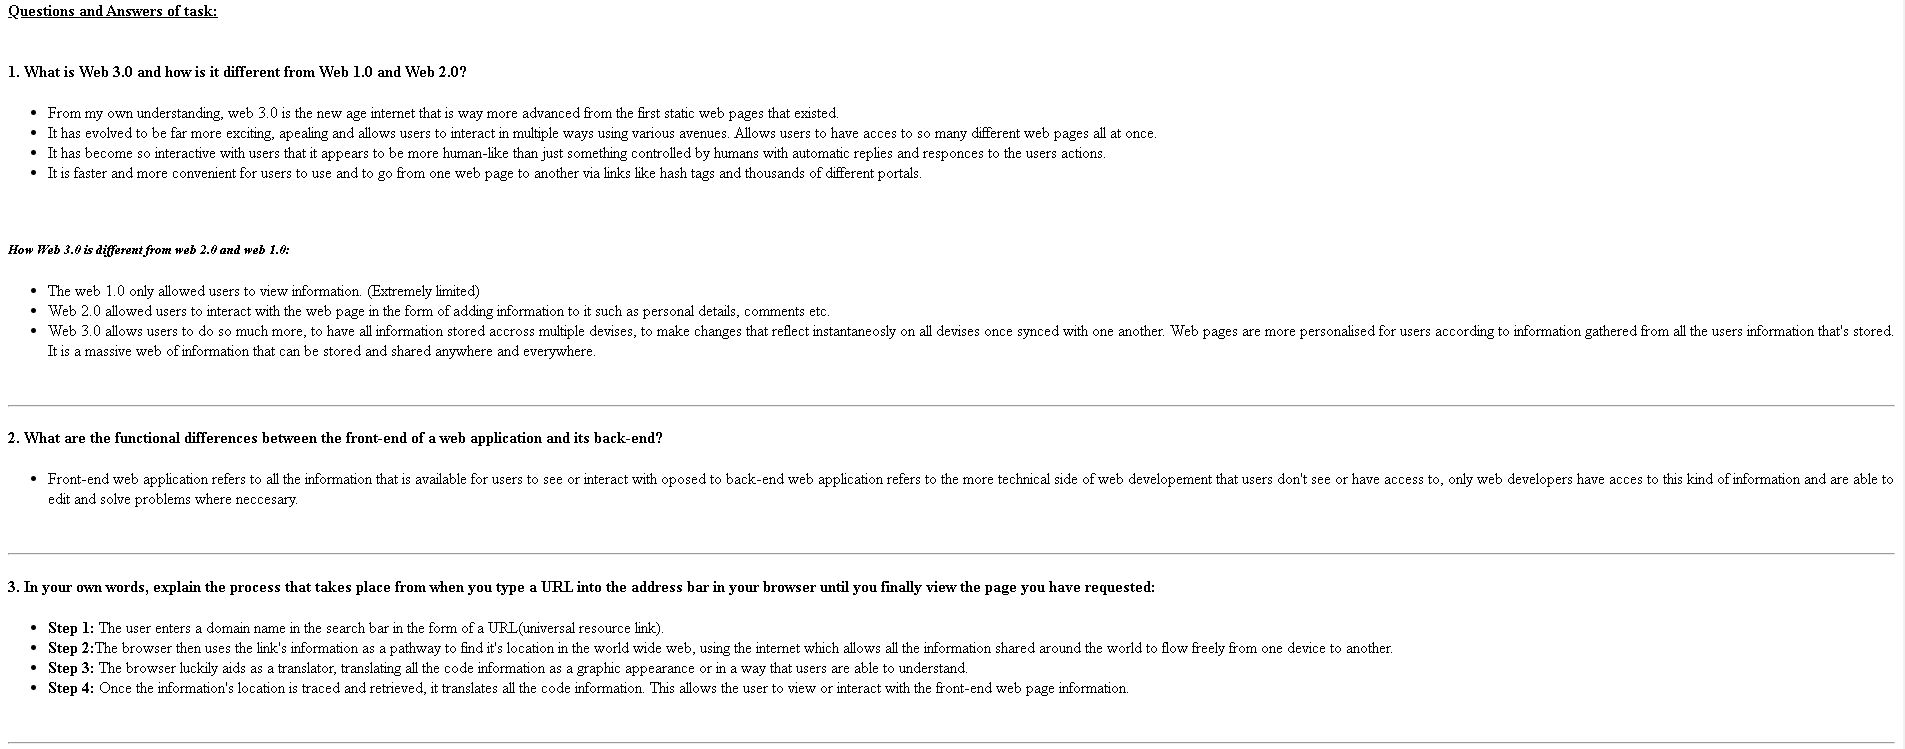 Questions and Answers of task:
1. What is Web 3.0 and how is it different from Web 1.0 and Web 2.0?
• From my own understanding, web 3.0 is the new age internet that is way more advanced from the first static web pages that existed.
• It has evolved to be far more exciting, apealing and allows users to interact in multiple ways using various avenues. Allows users to have acces to so many different web pages all at once.
• It has become so interactive with users that it appears to be more human-like than just something controlled by humans with automatic replies and responces to the users actions.
• It is faster and more convenient for users to use and to go from one web page to another via links like hash tags and thousands of different portals.
How Web 3.0 is different from web 2.0 and web 1.0:
• The web 1.0 only allowed users to view information. (Extremely limited)
• Web 2.0 allowed users to interact with the web page in the form of adding information to it such as personal details, comments etc.
• Web 3.0 allows users to do so much more, to have all information stored accross multiple devises, to make changes that reflect instantaneosly on all devises once synced with one another. Web pages are more personalised for users according to information gathered from all the users information that's stored.
It is a massive web of information that can be stored and shared anywhere and everywhere.
2. What are the functional differences between the front-end of a web application and its back-end?
• Front-end web application refers to all the information that is available for users to see or interact with oposed to back-end web application refers to the more technical side of web developement that users don't see or have access to, only web developers have acces to this kind of information and are able to
edit and solve problems where neccesary.
3. In your own words, explain the process that takes place from when you type a URL into the address bar in your browser until you finally view the page you have requested:
• Step 1: The user enters a domain name in the search bar in the form of a URL(universal resource link).
• Step 2:The browser then uses the link's information as a pathway to find it's location in the world wide web, using the internet which allows all the information shared around the world to flow freely from one device to another.
• Step 3: The browser luckily aids as a translator, translating all the code information as a graphic appearance or in a way that users are able to understand.
• Step 4: Once the information's location is traced and retrieved, it translates all the code information. This allows the user to view or interact with the front-end web page information.